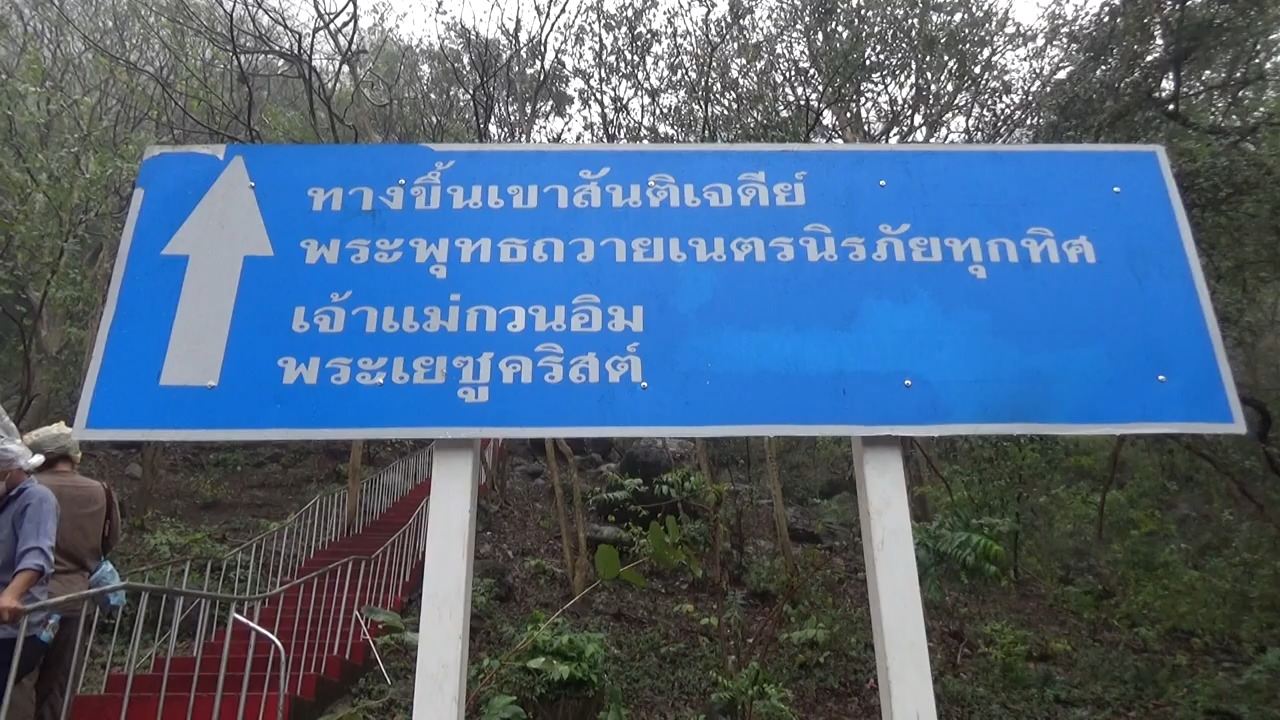 ทางขึ้นเขาสันติเจดีย์
พระพุทธถวายเนตรนิรภัยทุกทิศ
เจ้าแม่กวนอิม
พระเยซูคริสต์